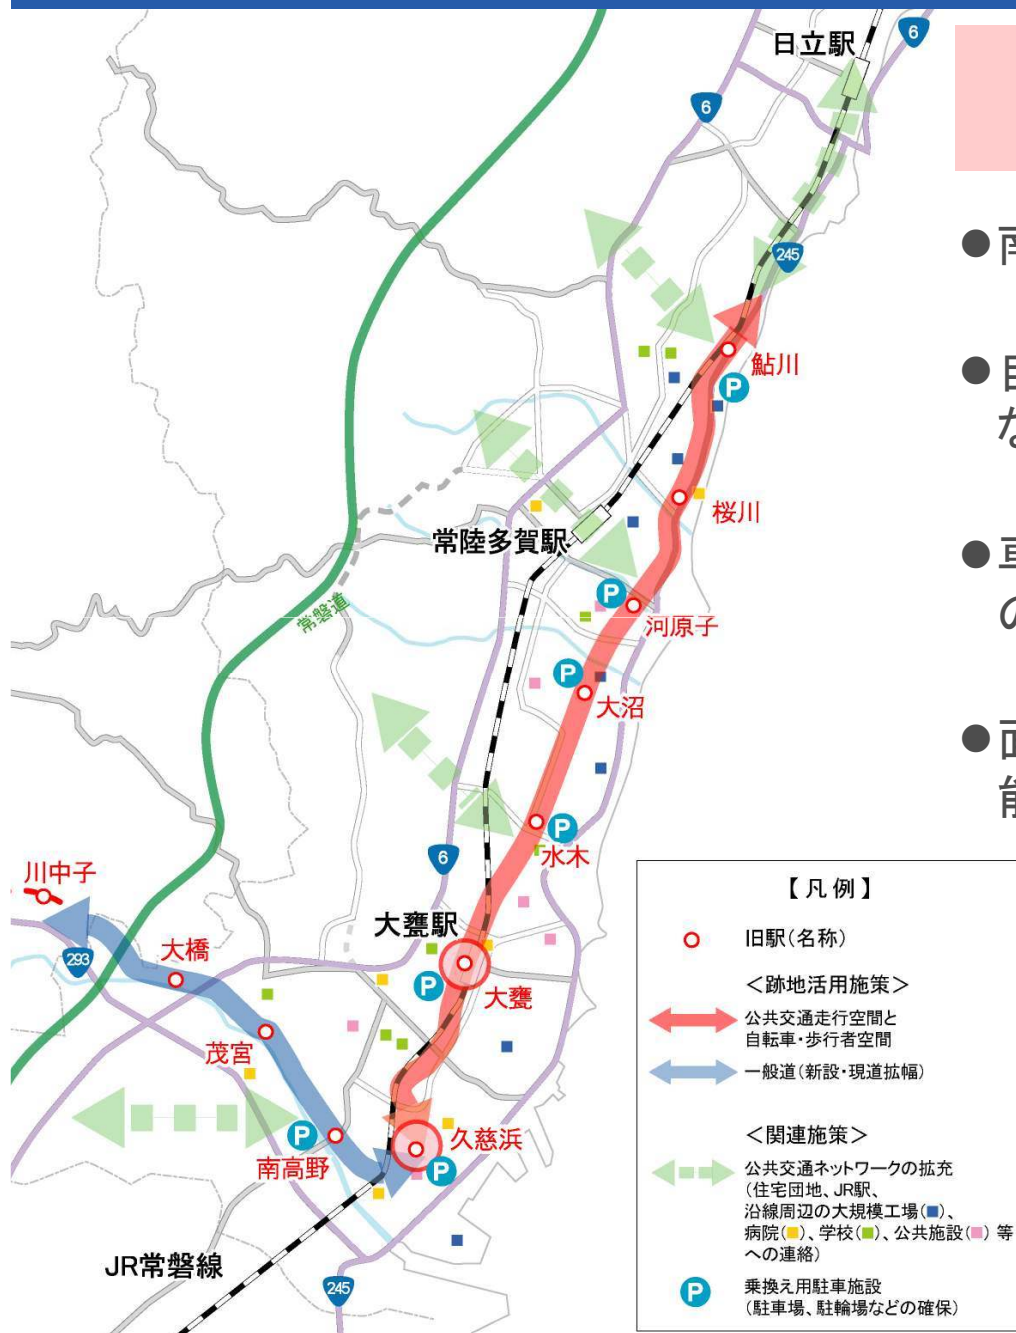 日立駅
6
6
245
鮎川
P
桜川
常陸多賀駅
P
河原子
常磐道
P
大沼
P
水木
6
川中子
大甕駅
293
大橋
P
大甕
茂宮
P
南高野
久慈浜
P
JR常磐線
245
●
●
な
●
の
●
能
【凡例】
旧駅(名称)
<跡地活用施策>
公共交通走行空間と
自転車・歩行者空間
一般道(新設・現道拡幅)
<関連施策>
公共交通ネットワークの拡充
(住宅団地、JR駅、
沿線周辺の大規模工場(■)、
病院(■)、学校(■)、公共施設(■)等
への連絡)
P
乗換え用駐車施設
(駐車場、駐輪場などの確保)